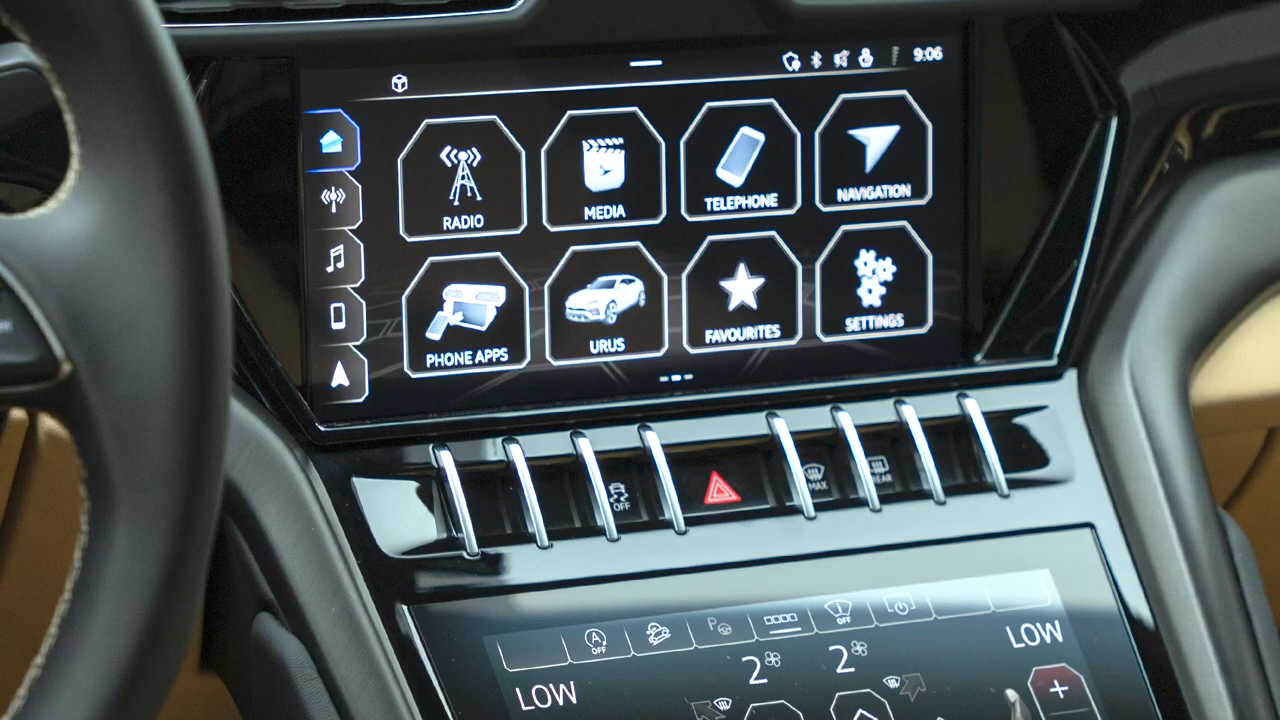 9:06
RADIO
MEDIA
TELEPHONE
NAVIGATION
PHONE APPS
URUS
FAVOURITES
SETTINGS
OFF
MAX
REAR
A
OFF
P
OFF
2 2
LOW
LOW
+